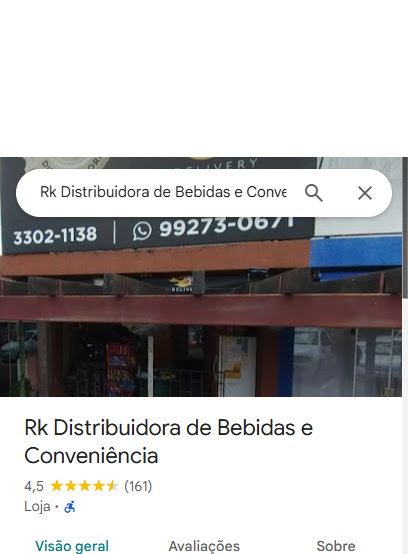 DELIVERY
Rk Distribuidora de Bebidas e Conve
3302-1138 | 99273-0671
Rk Distribuidora de Bebidas e
Conveniência
4,5 (161)
Loja ·
Visão geral Avaliações Sobre